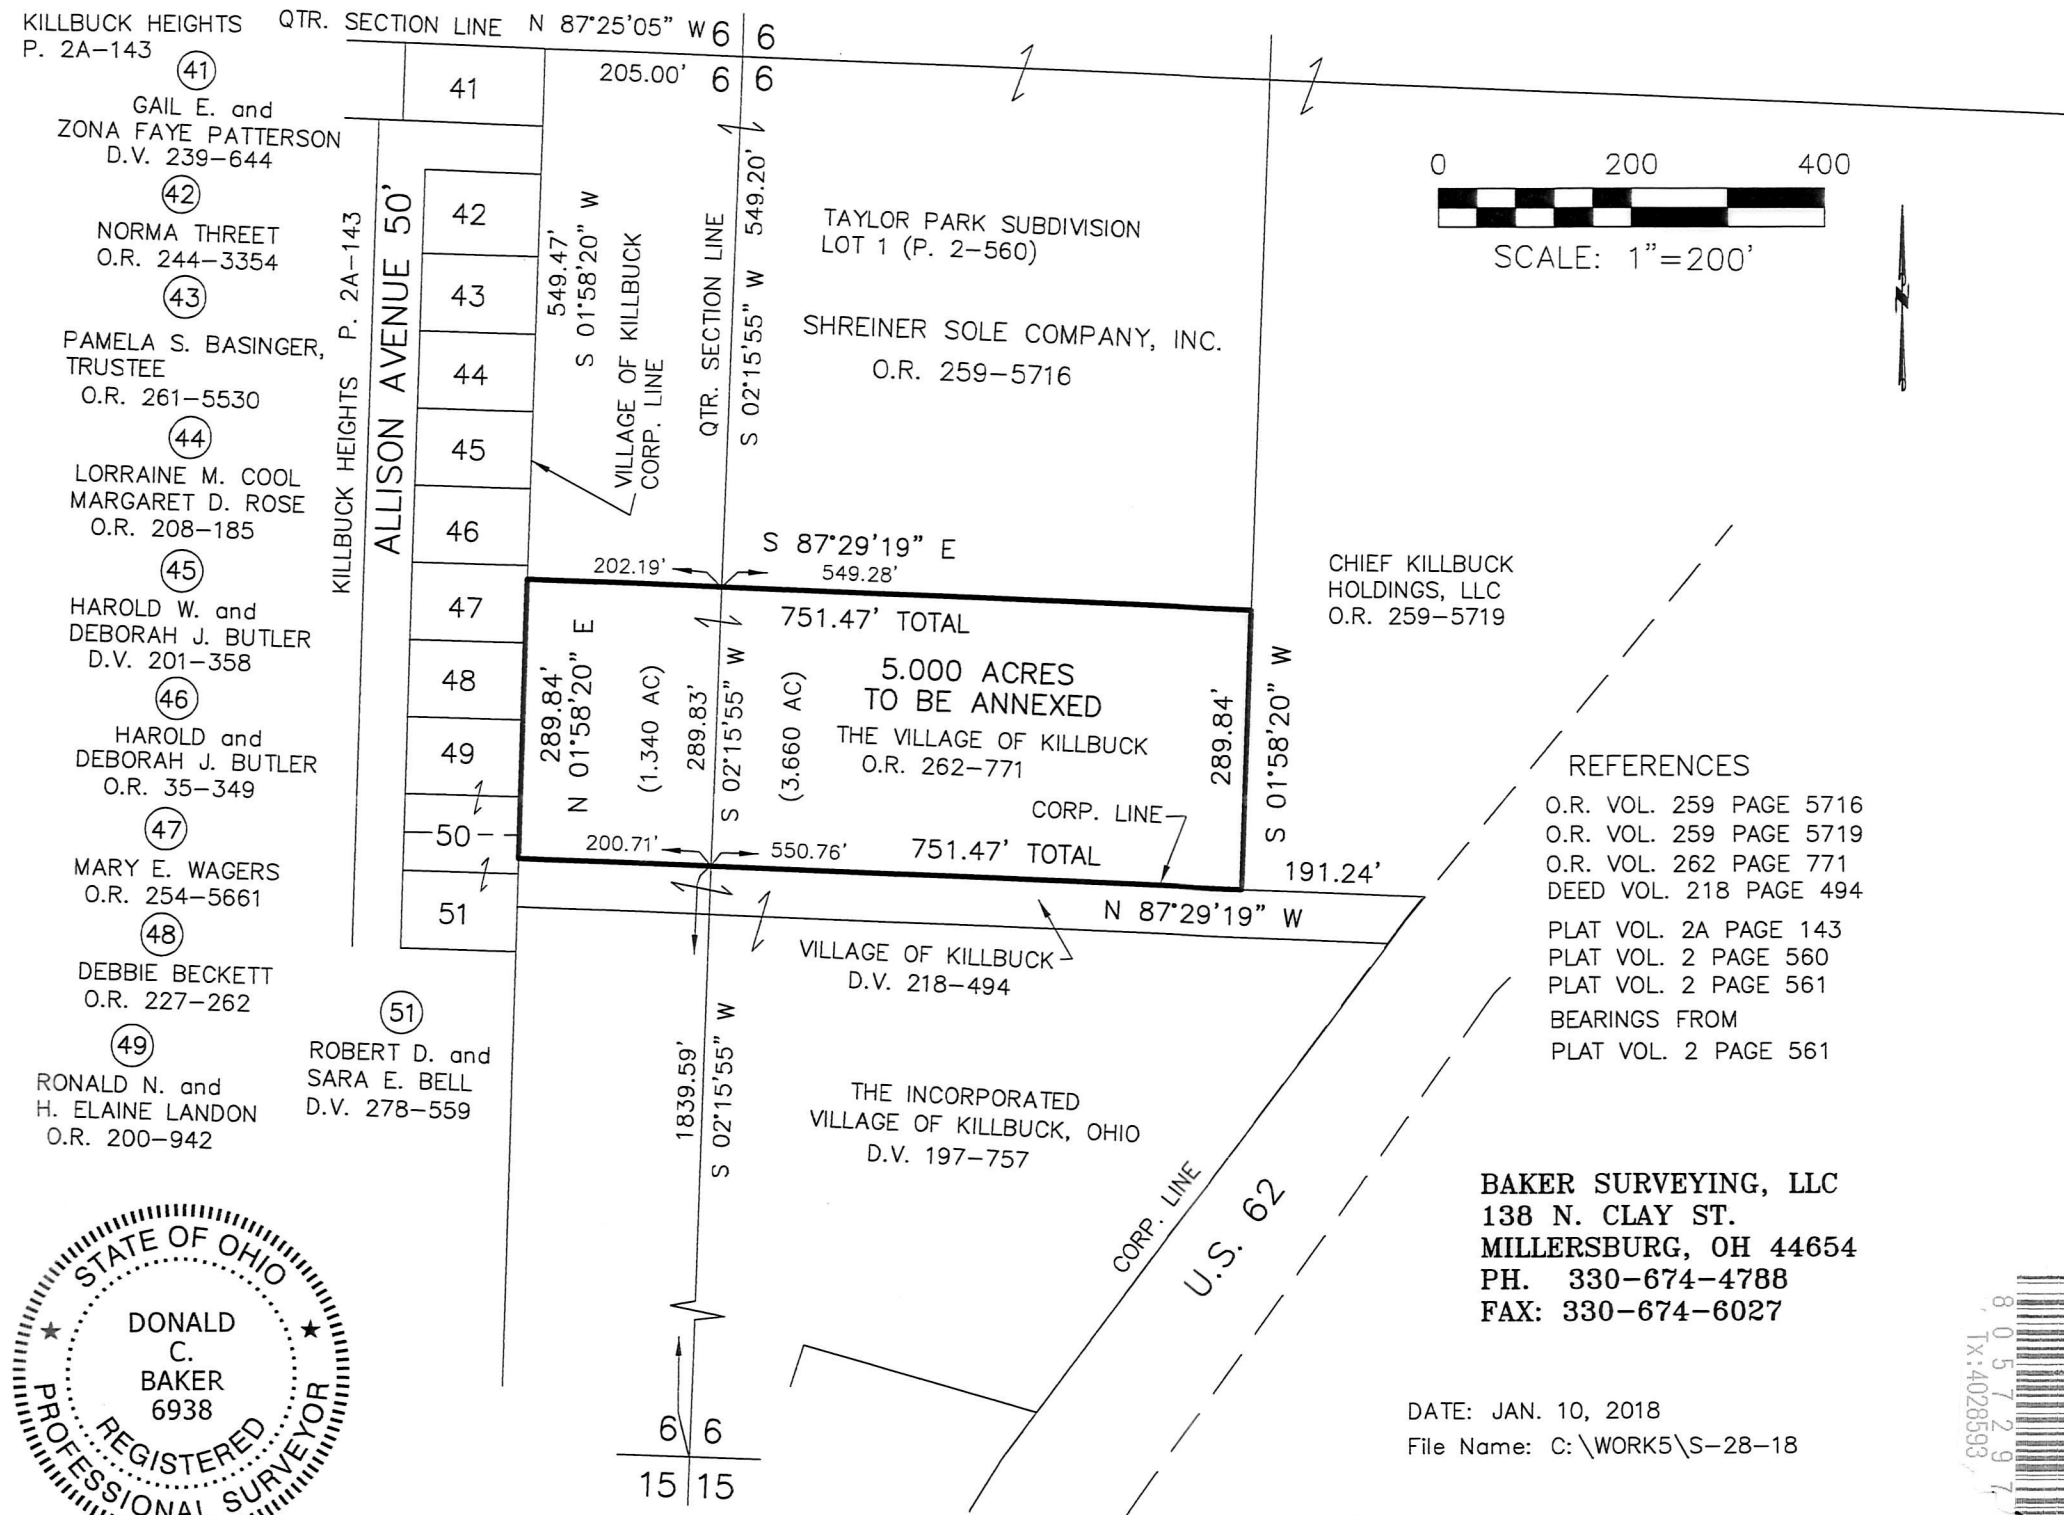 KILLBUCK HEIGHTS
P. 2A-143
QTR. SECTION LINE N 87°25'05" W
6 6
6 6
205.00'
41
GAIL E. and
ZONA FAYE PATTERSON
D.V. 239-644
42
NORMA THREET
O.R. 244-3354
43
PAMELA S. BASINGER,
TRUSTEE
O.R. 261-5530
44
LORRAINE M. COOL
MARGARET D. ROSE
O.R. 208-185
45
HAROLD W. and
DEBORAH J. BUTLER
D.V. 201-358
46
HAROLD and
DEBORAH J. BUTLER
O.R. 35-349
47
MARY E. WAGERS
O.R. 254-5661
48
DEBBIE BECKETT
O.R. 227-262
49
RONALD N. and
H. ELAINE LANDON
O.R. 200-942
51
ROBERT D. and
SARA E. BELL
D.V. 278-559
KILLBUCK HEIGHTS P. 2A-143
ALLISON AVENUE 50'
41
42
43
44
45
46
47
48
49
50
51
549.47'
S 01°58'20" W
VILLAGE OF KILLBUCK
CORP. LINE
QTR. SECTION LINE
S 02°15'55" W 549.20'
TAYLOR PARK SUBDIVISION
LOT 1 (P. 2-560)
SHREINER SOLE COMPANY, INC.
O.R. 259-5716
0 200 400
SCALE: 1"=200'
S 87°29'19" E
202.19' 549.28'
751.47' TOTAL
289.84'
N 01°58'20" E
(1.340 AC)
289.83'
S 02°15'55" W
(3.660 AC)
5.000 ACRES
TO BE ANNEXED
THE VILLAGE OF KILLBUCK
O.R. 262-771
CORP. LINE
289.84'
S 01°58'20" W
200.71' 550.76' 751.47' TOTAL
191.24'
N 87°29'19" W
CHIEF KILLBUCK
HOLDINGS, LLC
O.R. 259-5719
VILLAGE OF KILLBUCK
D.V. 218-494
1839.59'
S 02°15'55" W
THE INCORPORATED
VILLAGE OF KILLBUCK, OHIO
D.V. 197-757
CORP. LINE
U.S. 62
6 6
15 15
REFERENCES
O.R. VOL. 259 PAGE 5716
O.R. VOL. 259 PAGE 5719
O.R. VOL. 262 PAGE 771
DEED VOL. 218 PAGE 494
PLAT VOL. 2A PAGE 143
PLAT VOL. 2 PAGE 560
PLAT VOL. 2 PAGE 561
BEARINGS FROM
PLAT VOL. 2 PAGE 561
BAKER SURVEYING, LLC
138 N. CLAY ST.
MILLERSBURG, OH 44654
PH. 330-674-4788
FAX: 330-674-6027
DATE: JAN. 10, 2018
File Name: C:\WORK5\S-28-18
STATE OF OHIO
DONALD
C.
BAKER
6938
REGISTERED
PROFESSIONAL SURVEYOR
8057297
Tx:4028593